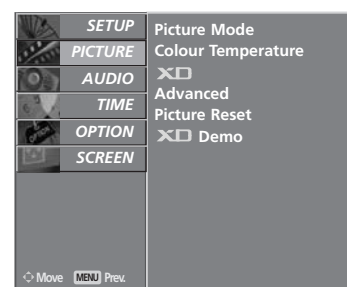 SETUP
PICTURE
AUDIO
TIME
OPTION
SCREEN
Picture Mode
Colour Temperature
XD
Advanced
Picture Reset
XD Demo
Move MENU Prev.